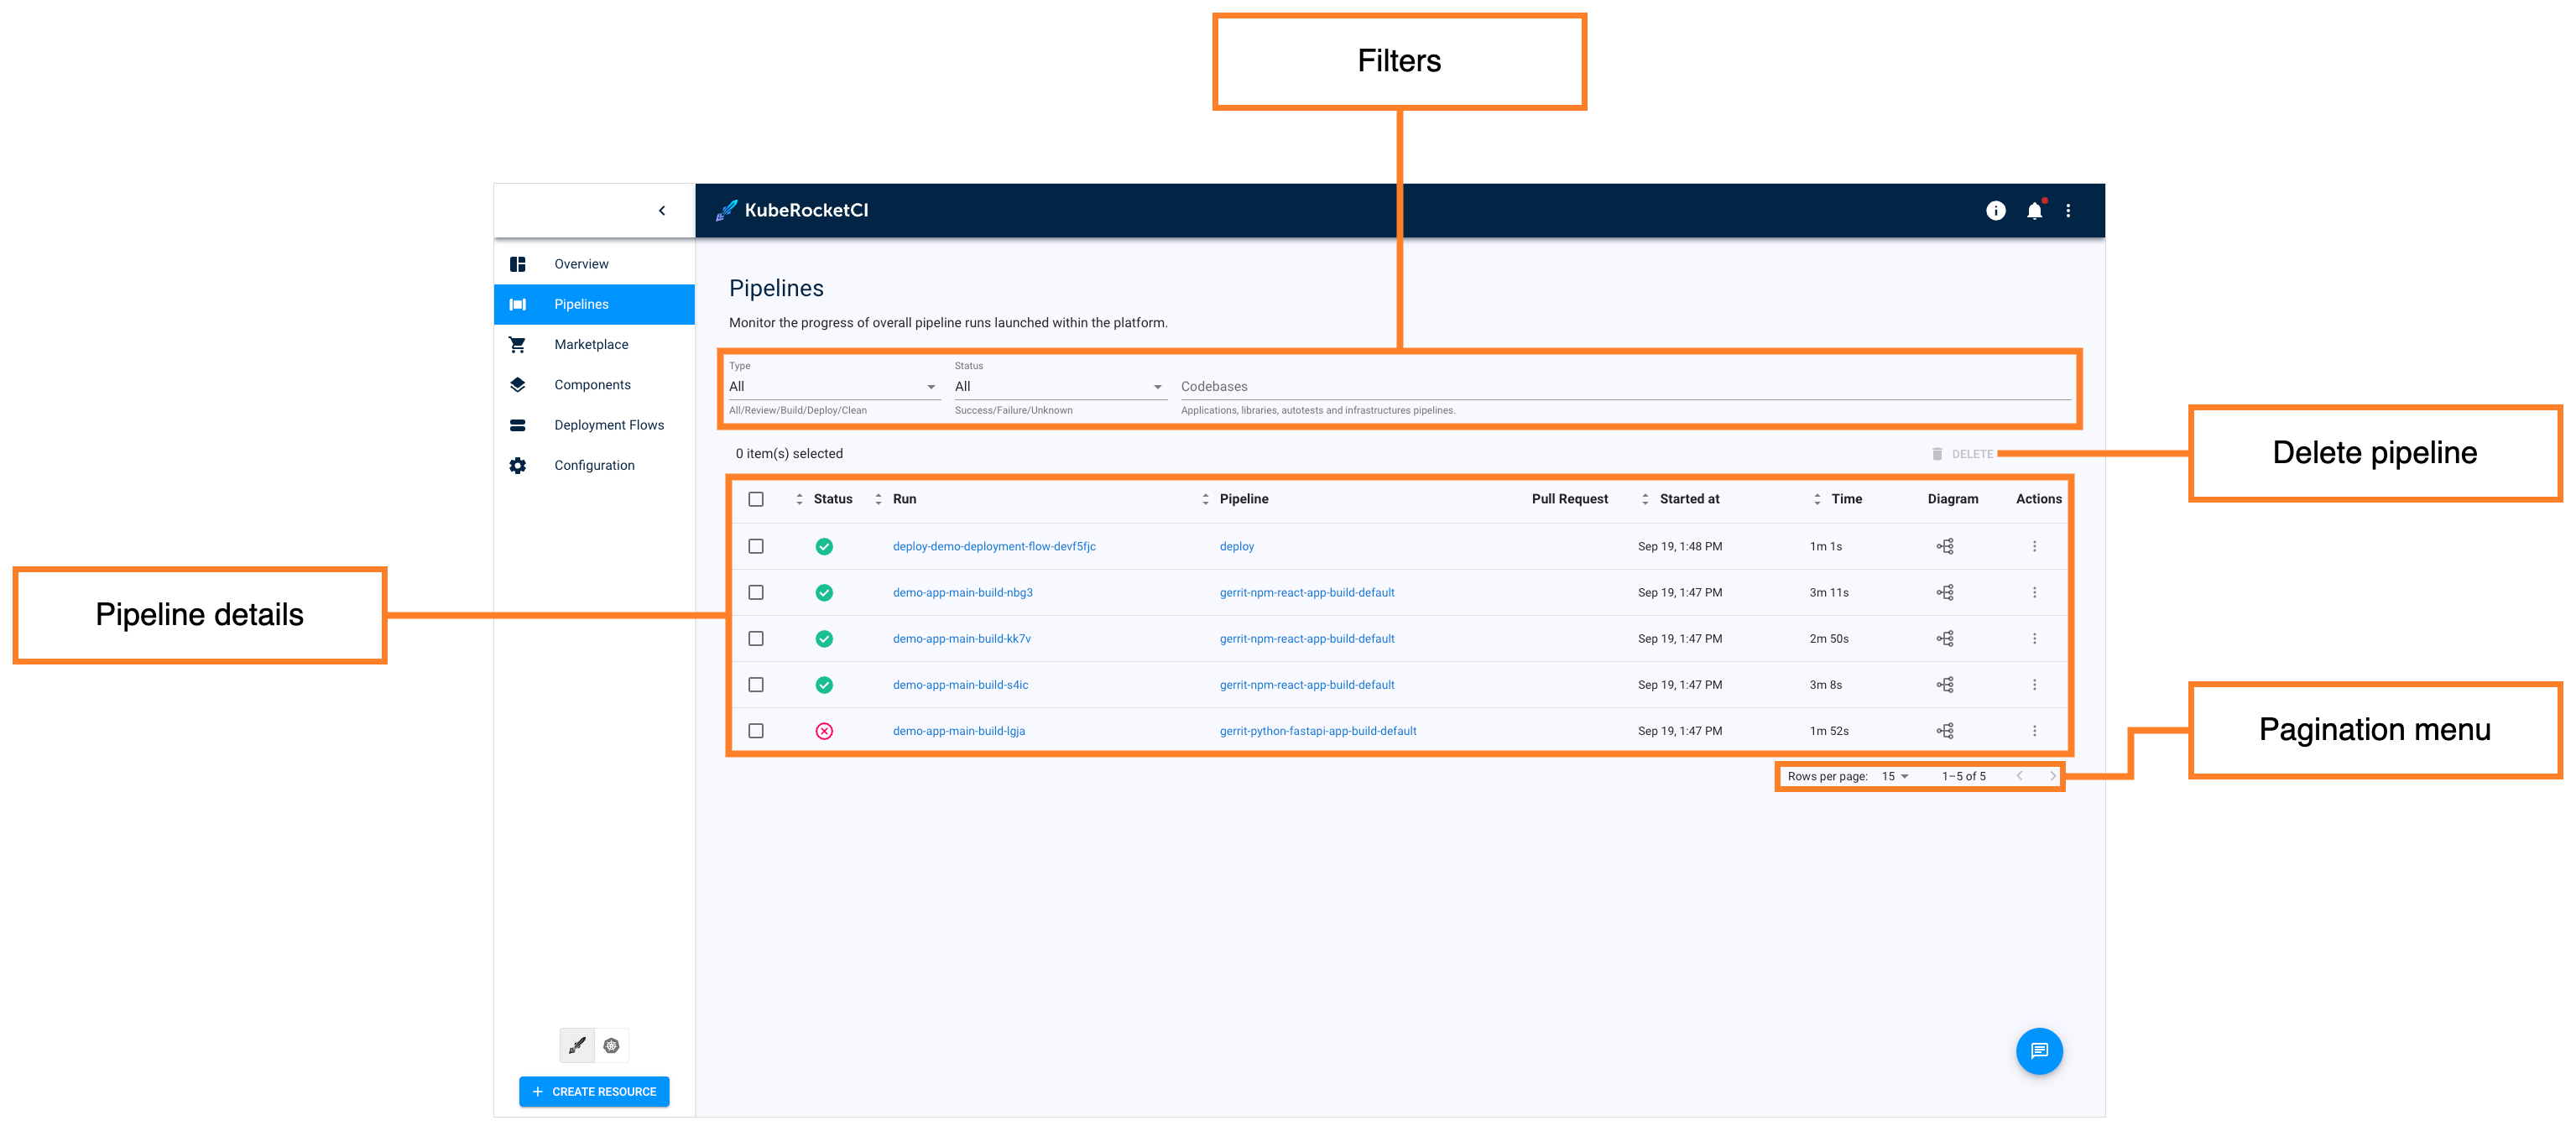 Filters
KubeRocketCI
Overview
Pipelines
Marketplace
Components
Deployment Flows
Configuration
Pipelines
Monitor the progress of overall pipeline runs launched within the platform.
Type
Status
All
All
Codebases
All/Review/Build/Deploy/Clean
Success/Failure/Unknown
Applications, libraries, autotests and infrastructures pipelines.
0 item(s) selected
DELETE
Delete pipeline
Status Run Pipeline Pull Request Started at Time Diagram Actions
deploy-demo-deployment-flow-devf5fjc deploy Sep 19, 1:48 PM 1m 1s
demo-app-main-build-nbg3 gerrit-npm-react-app-build-default Sep 19, 1:47 PM 3m 11s
Pipeline details
demo-app-main-build-kk7v gerrit-npm-react-app-build-default Sep 19, 1:47 PM 2m 50s
demo-app-main-build-s4ic gerrit-npm-react-app-build-default Sep 19, 1:47 PM 3m 8s
demo-app-main-build-lgja gerrit-python-fastapi-app-build-default Sep 19, 1:47 PM 1m 52s
Pagination menu
Rows per page: 15 1–5 of 5
CREATE RESOURCE